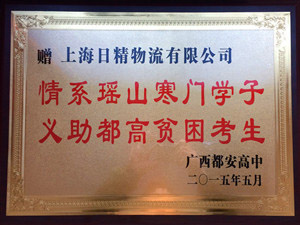 赠 上海日精物流有限公司
情系瑶山寒门学子
义助都高贫困考生
广西都安高中
二〇一五年五月